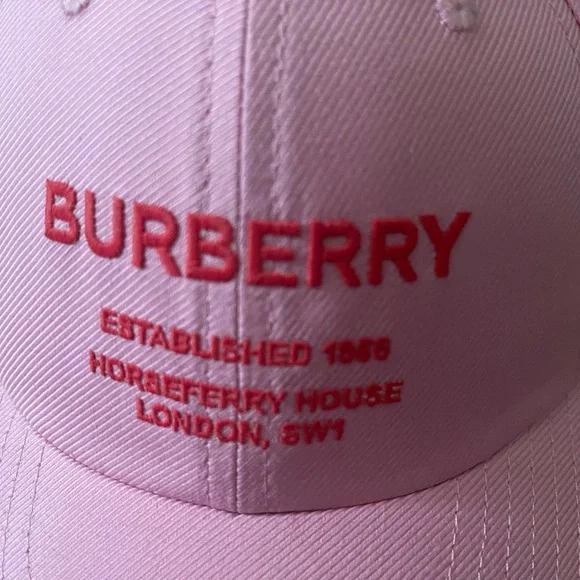 BURBERRY
ESTABLISHED 1856
HORSEFERRY HOUSE
LONDON, SW1